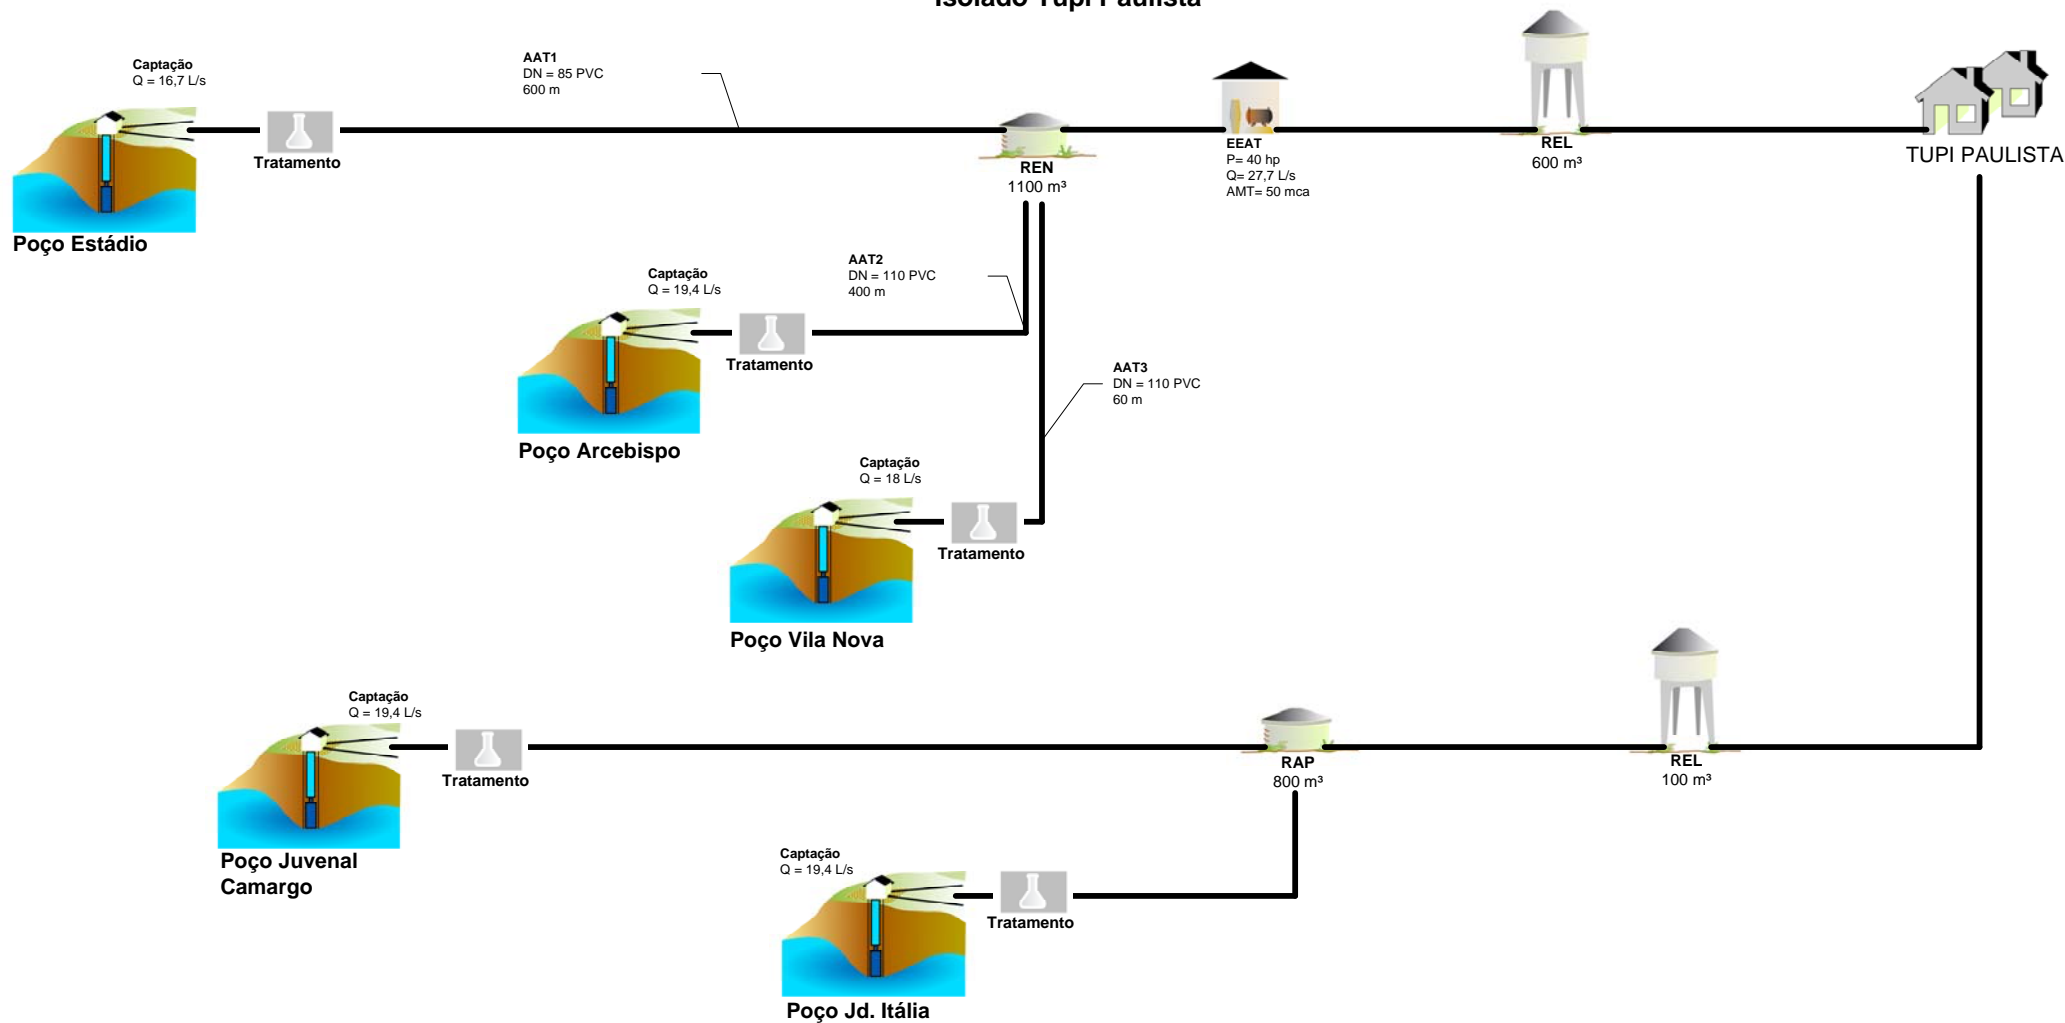 Isolado Tupi Paulista
Captação
Q = 16,7 L/s
AAT1
DN = 85 PVC
600 m
Tratamento
Poço Estádio
REN
1100 m³
EEAT
P= 40 hp
Q= 27,7 L/s
AMT= 50 mca
REL
600 m³
TUPI PAULISTA
Captação
Q = 19,4 L/s
AAT2
DN = 110 PVC
400 m
Tratamento
Poço Arcebispo
AAT3
DN = 110 PVC
60 m
Captação
Q = 18 L/s
Tratamento
Poço Vila Nova
Captação
Q = 19,4 L/s
Tratamento
Poço Juvenal
Camargo
RAP
800 m³
REL
100 m³
Captação
Q = 19,4 L/s
Tratamento
Poço Jd. Itália